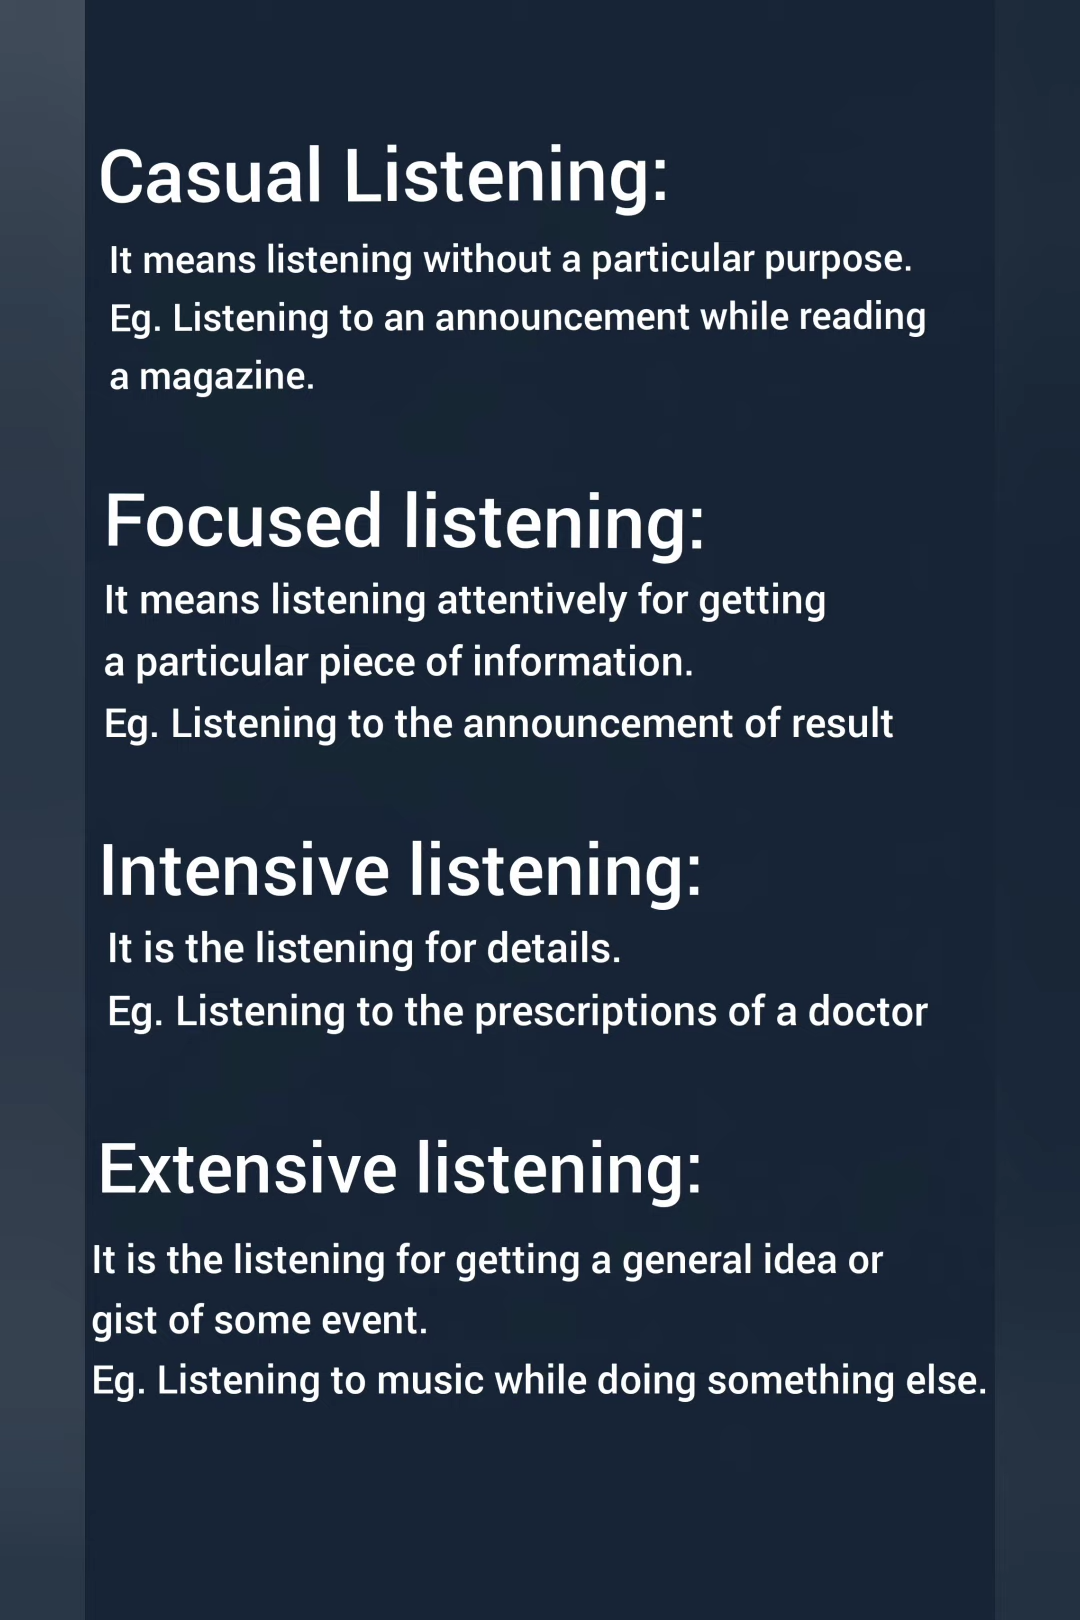 Casual Listening:
It means listening without a particular purpose.
Eg. Listening to an announcement while reading
a magazine.
Focused listening:
It means listening attentively for getting
a particular piece of information.
Eg. Listening to the announcement of result
Intensive listening:
It is the listening for details.
Eg. Listening to the prescriptions of a doctor
Extensive listening:
It is the listening for getting a general idea or
gist of some event.
Eg. Listening to music while doing something else.